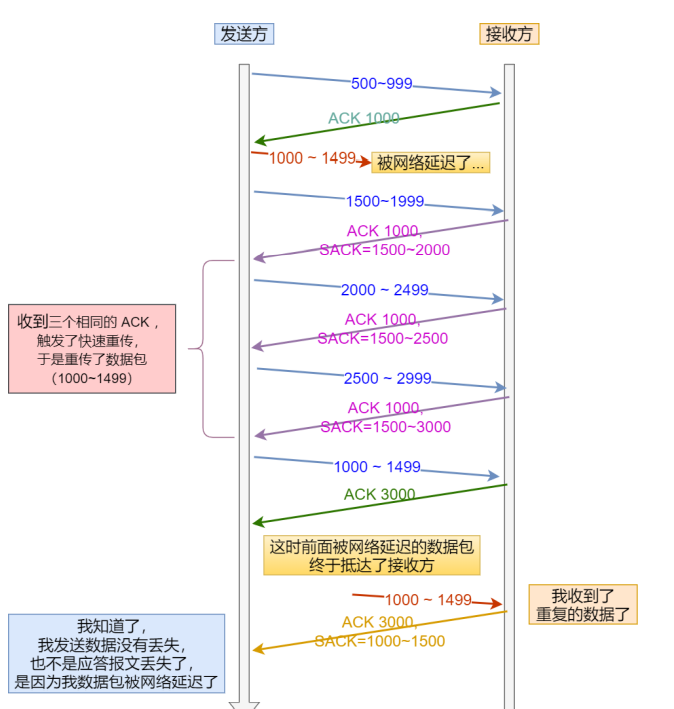 发送方
接收方
500~999
ACK 1000
1000 ~ 1499
被网络延迟了...
1500~1999
ACK 1000,
SACK=1500~2000
2000 ~ 2499
收到三个相同的 ACK ，
触发了快速重传，
于是重传了数据包
（1000~1499）
ACK 1000,
SACK=1500~2500
2500 ~ 2999
ACK 1000,
SACK=1500~3000
1000 ~ 1499
ACK 3000
这时前面被网络延迟的数据包
终于抵达了接收方
1000 ~ 1499
我收到了
重复的数据了
ACK 3000,
SACK=1000~1500
我知道了，
我发送数据没有丢失，
也不是应答报文丢失了，
是因为我数据包被网络延迟了